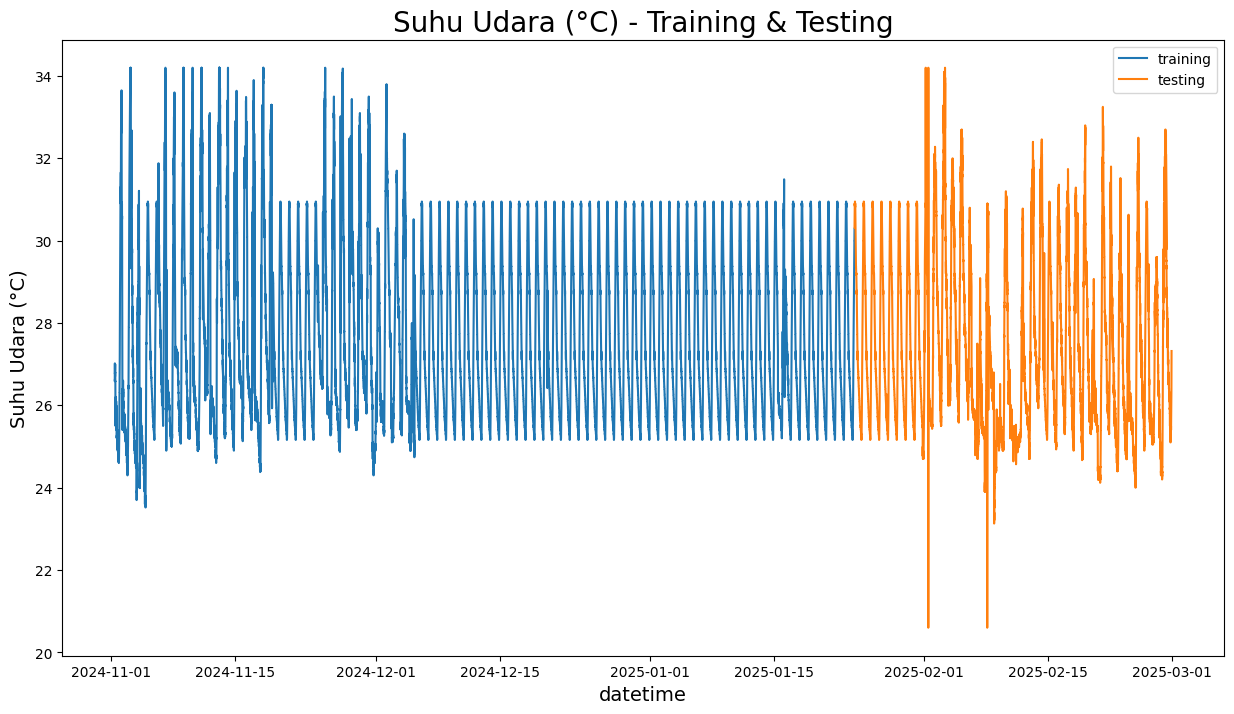 Suhu Udara (°C) - Training & Testing
training
testing
Suhu Udara (°C)
34
32
30
28
26
24
22
20
2024-11-01 2024-11-15 2024-12-01 2024-12-15 2025-01-01 2025-01-15 2025-02-01 2025-02-15 2025-03-01
datetime